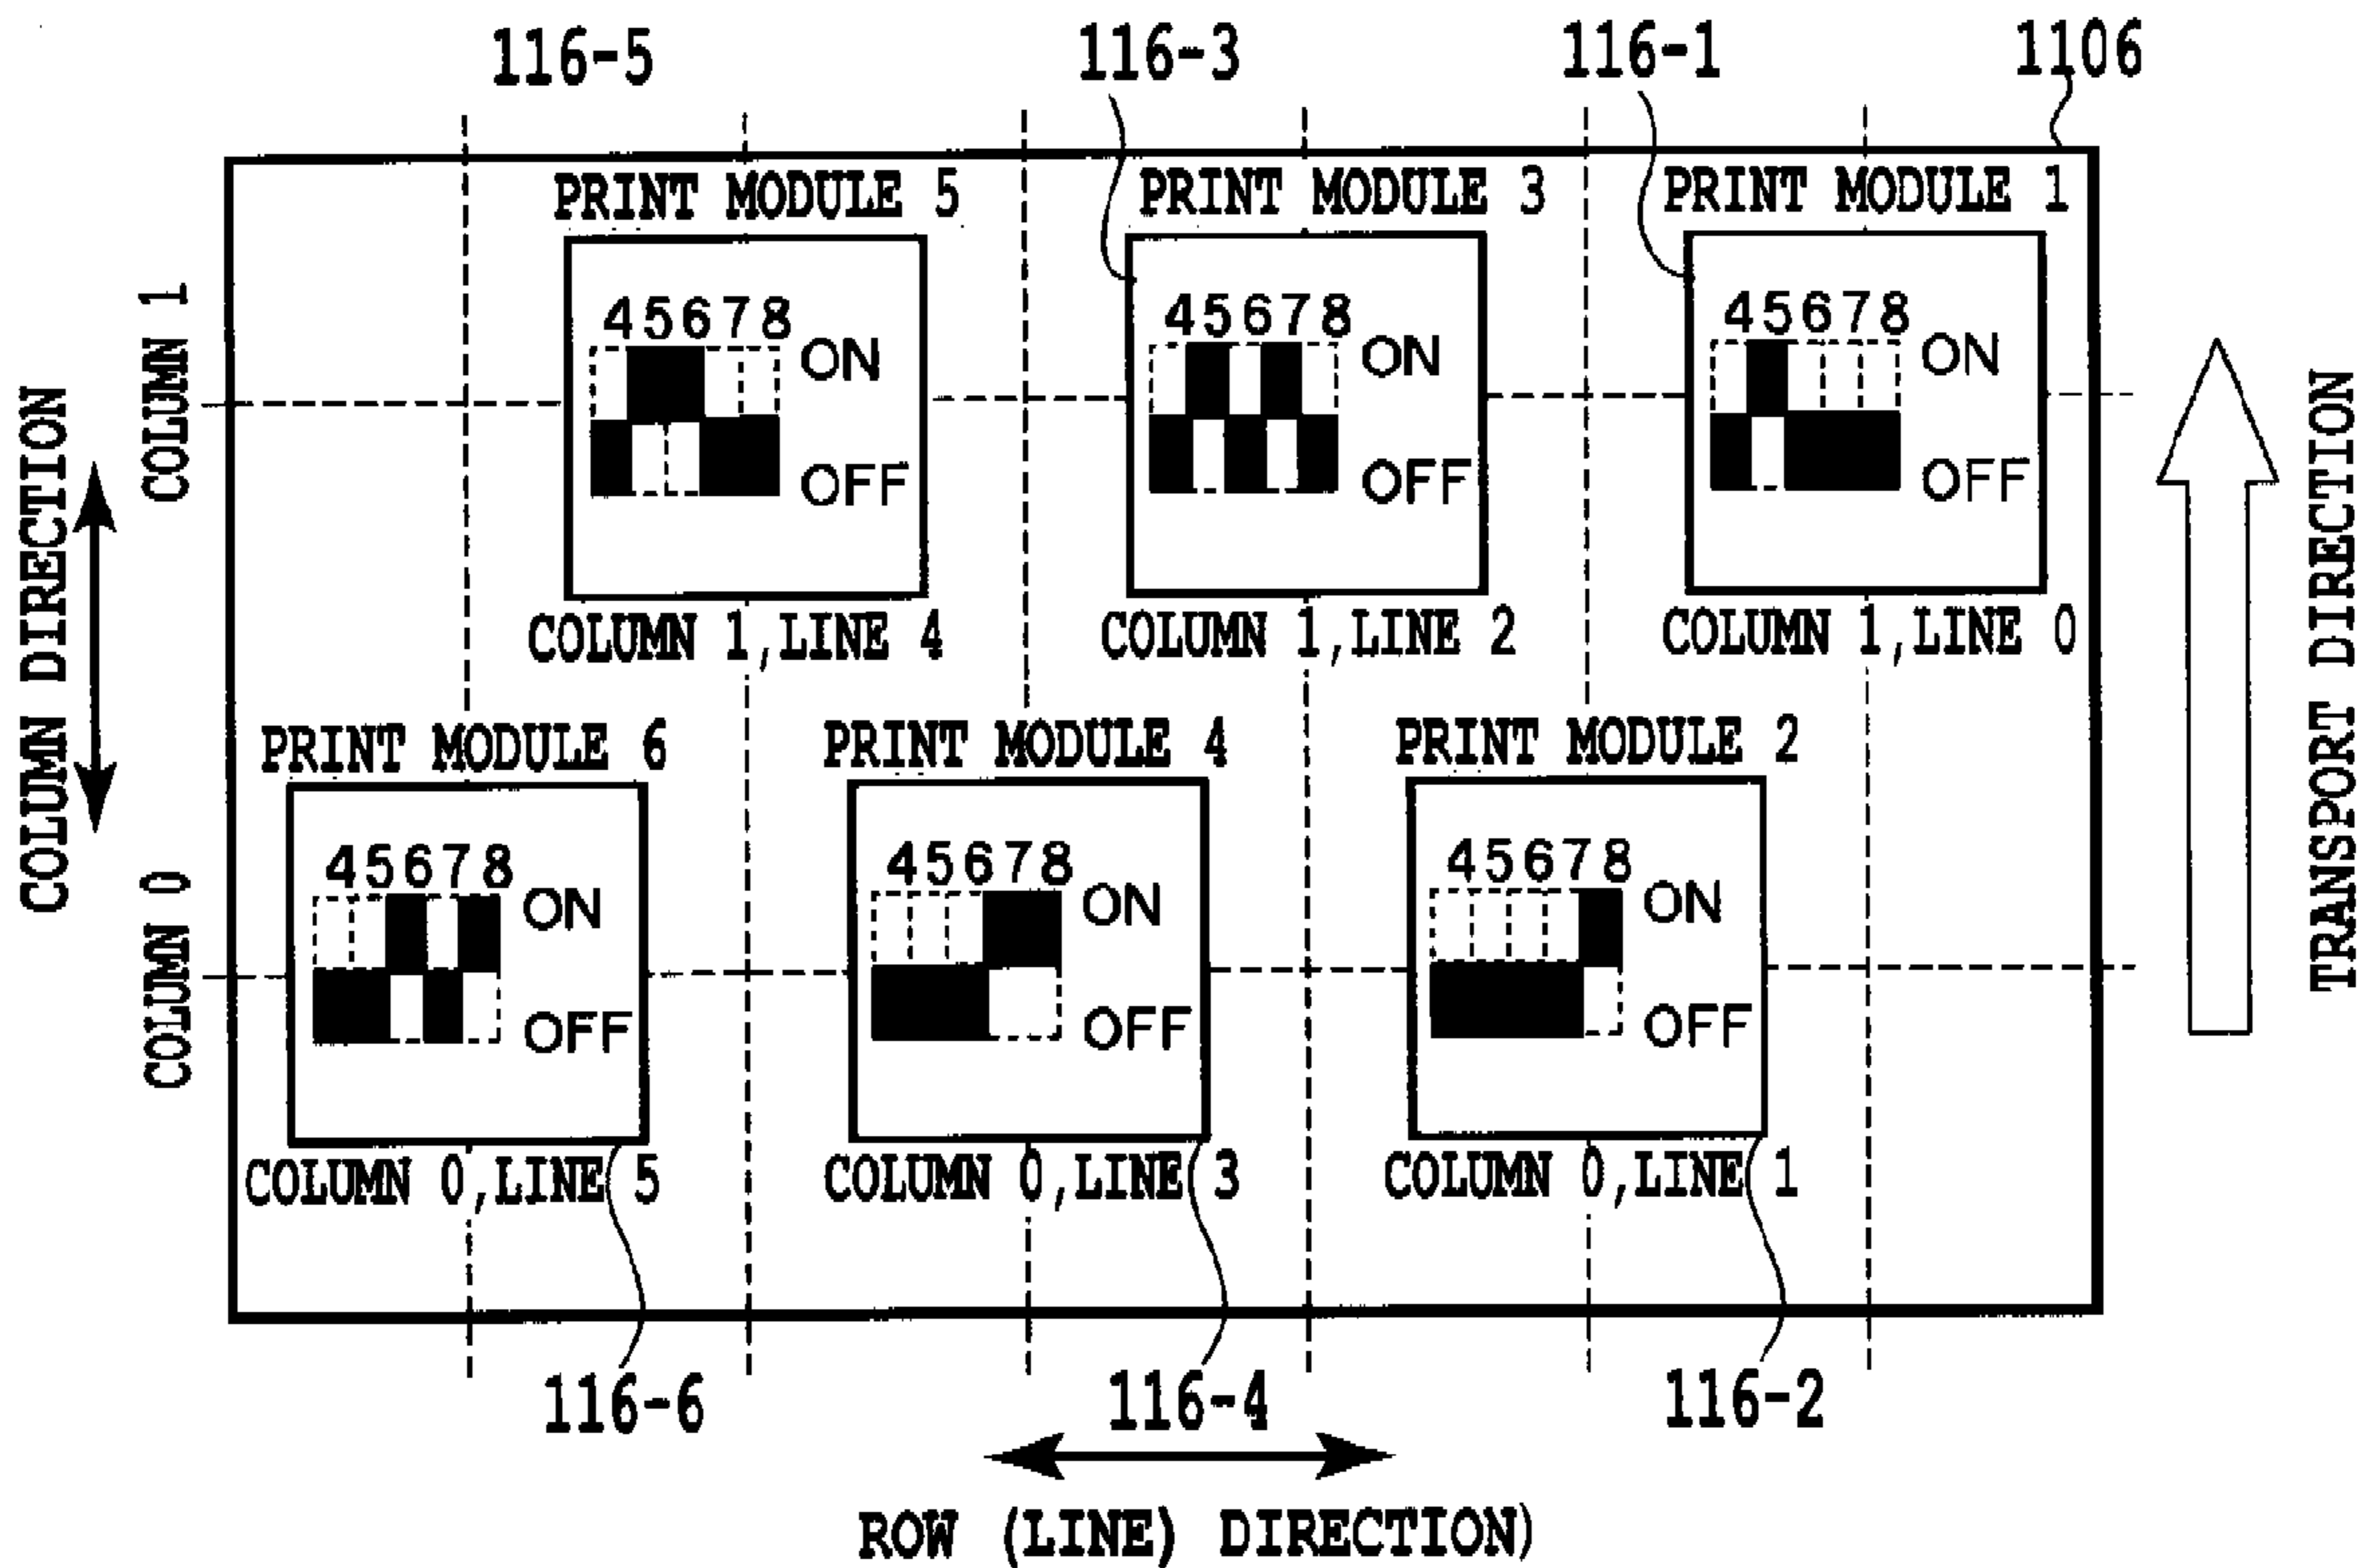 116-5
116-3
116-1
1106
PRINT MODULE 5
PRINT MODULE 3
PRINT MODULE 1
45678
ON
OFF
45678
ON
OFF
45678
ON
OFF
COLUMN 1,LINE 4
COLUMN 1,LINE 2
COLUMN 1,LINE 0
COLUMN DIRECTION
COLUMN 1
COLUMN 0
TRANSPORT DIRECTION
PRINT MODULE 6
PRINT MODULE 4
PRINT MODULE 2
45678
ON
OFF
45678
ON
OFF
45678
ON
OFF
COLUMN 0,LINE 5
COLUMN 0,LINE 3
COLUMN 0,LINE 1
116-6
116-4
116-2
ROW (LINE) DIRECTION)